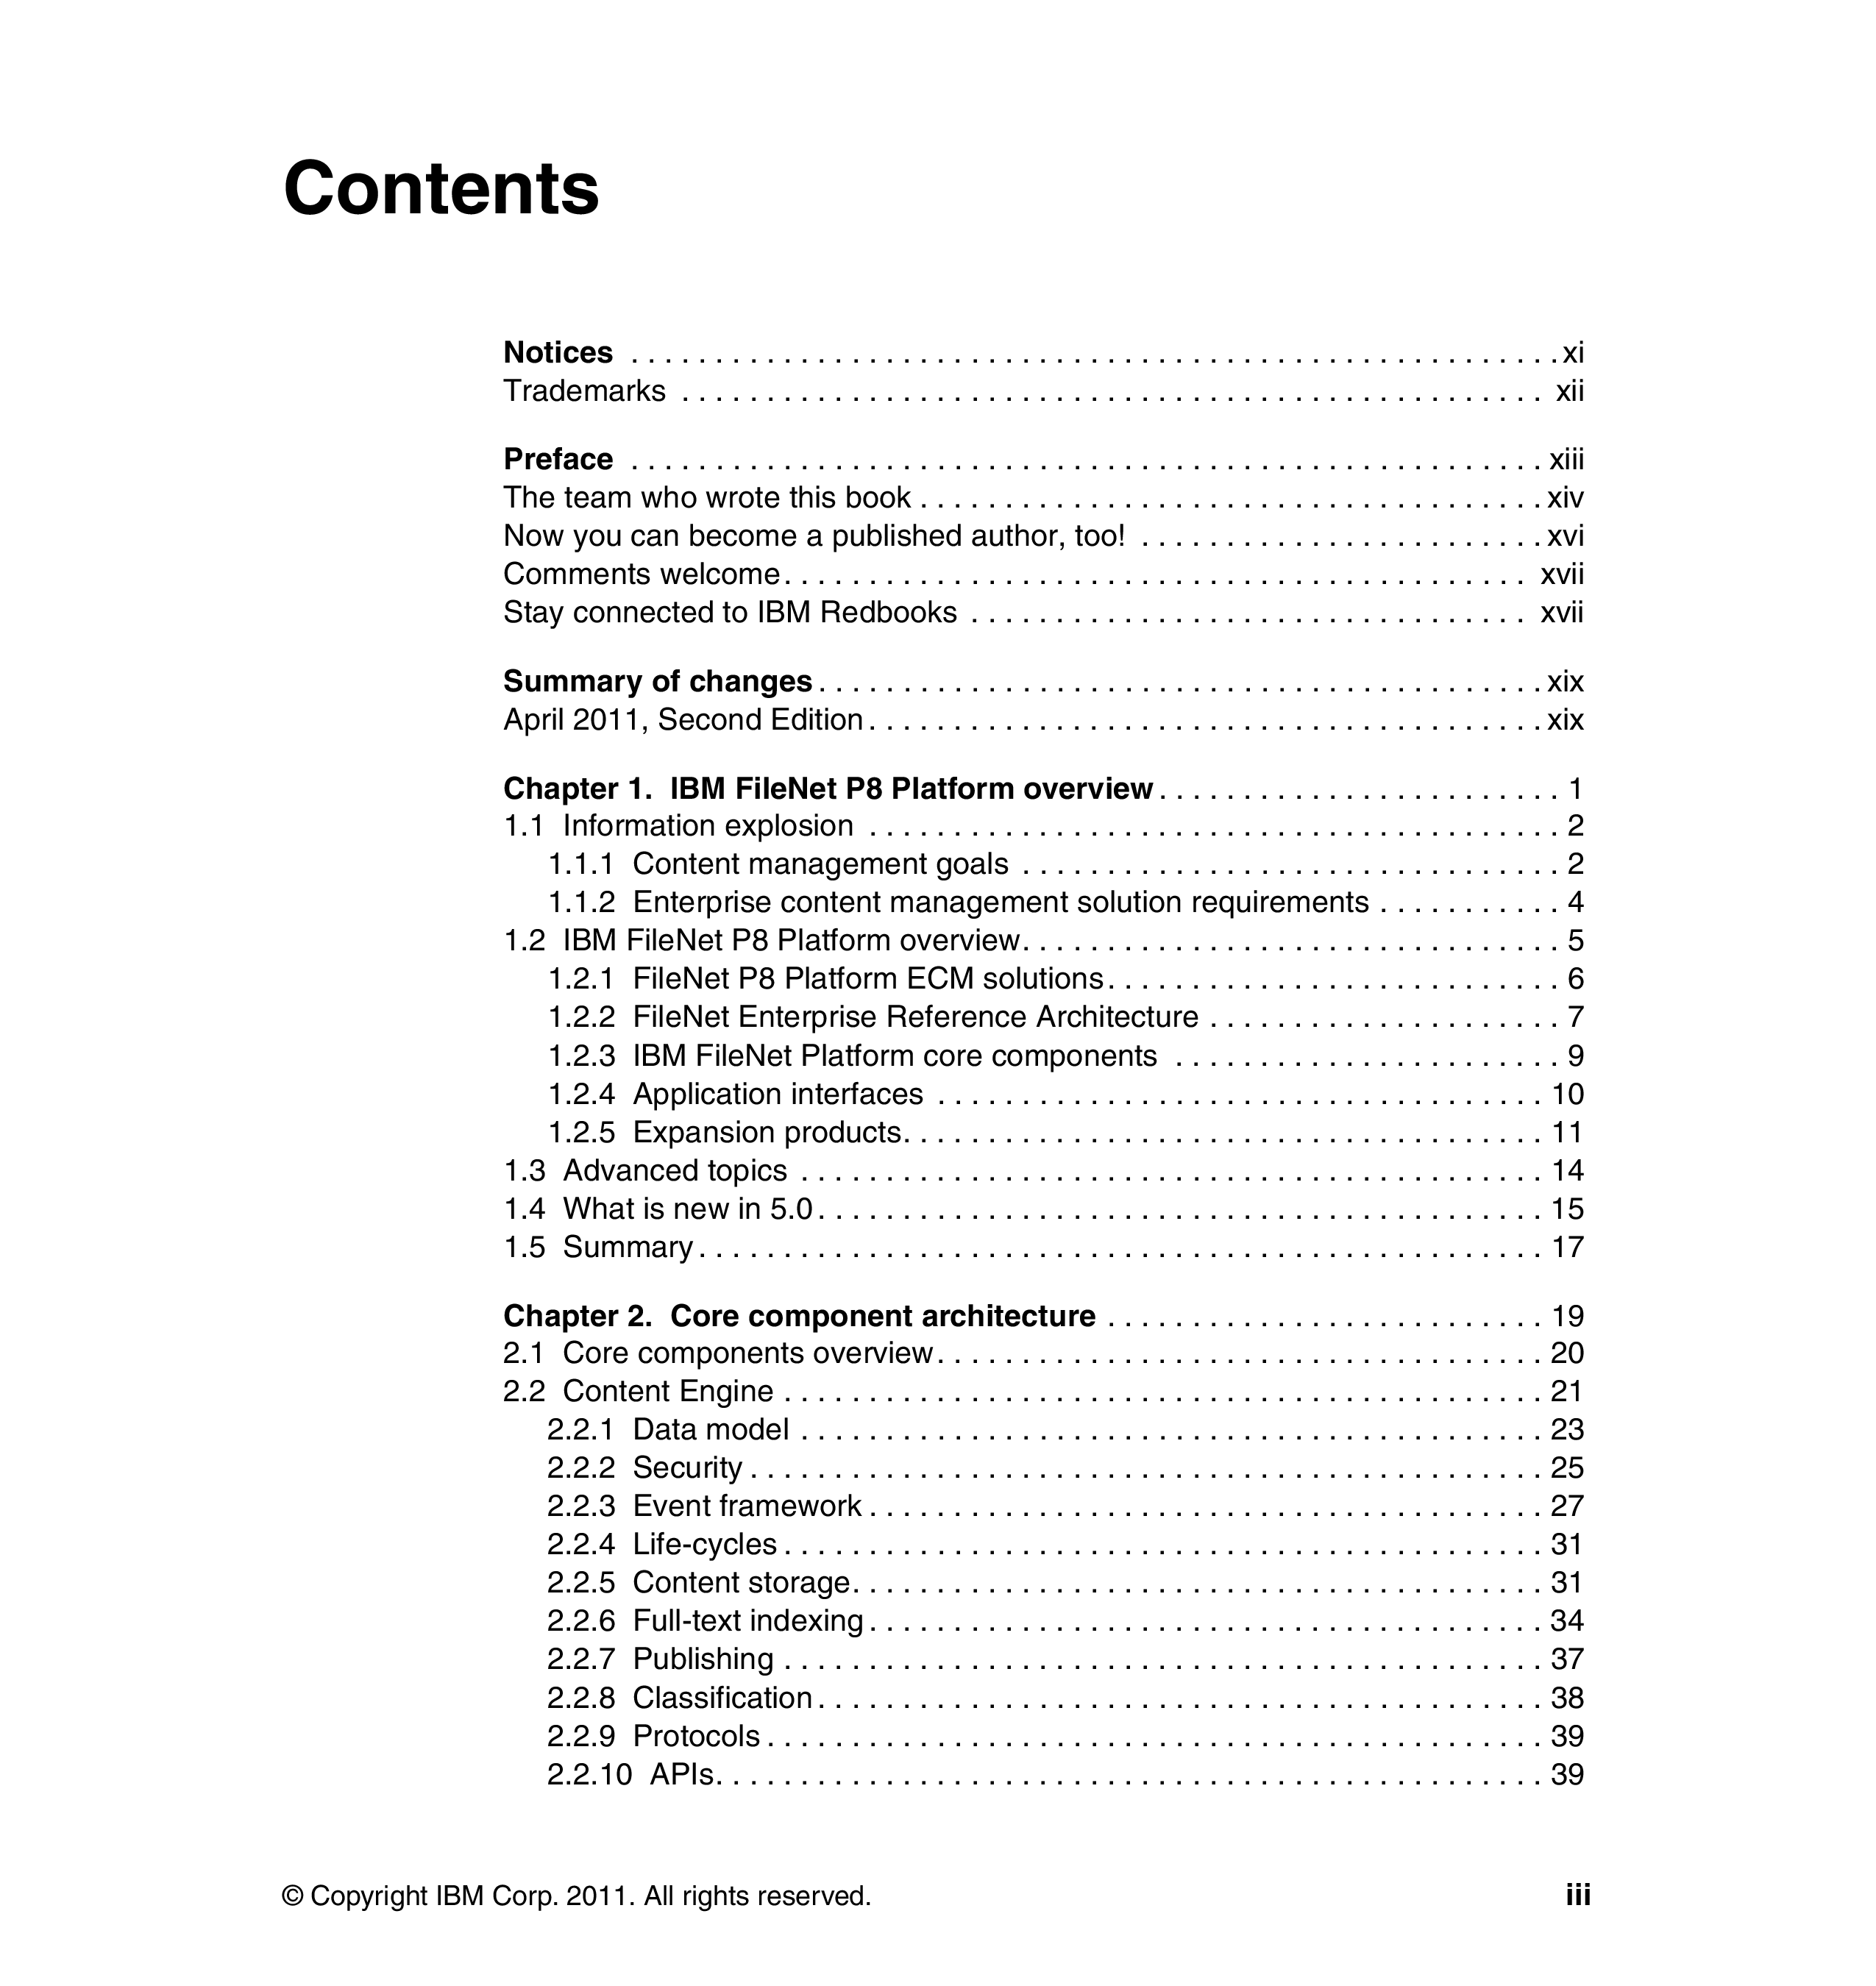 Contents
Notices . . . . . . . . . . . . . . . . . . . . . . . . . . . . . . . . . . . . . . . . . . . . . . . . . . . . . . . xi
Trademarks . . . . . . . . . . . . . . . . . . . . . . . . . . . . . . . . . . . . . . . . . . . . . . . . . . . xii
Preface . . . . . . . . . . . . . . . . . . . . . . . . . . . . . . . . . . . . . . . . . . . . . . . . . . . . . . xiii
The team who wrote this book . . . . . . . . . . . . . . . . . . . . . . . . . . . . . . . . . . . . . xiv
Now you can become a published author, too! . . . . . . . . . . . . . . . . . . . . . . . . xvi
Comments welcome. . . . . . . . . . . . . . . . . . . . . . . . . . . . . . . . . . . . . . . . . . . . xvii
Stay connected to IBM Redbooks . . . . . . . . . . . . . . . . . . . . . . . . . . . . . . . . . xvii
Summary of changes . . . . . . . . . . . . . . . . . . . . . . . . . . . . . . . . . . . . . . . . . . . xix
April 2011, Second Edition . . . . . . . . . . . . . . . . . . . . . . . . . . . . . . . . . . . . . . . . xix
Chapter 1. IBM FileNet P8 Platform overview . . . . . . . . . . . . . . . . . . . . . . . . 1
1.1 Information explosion . . . . . . . . . . . . . . . . . . . . . . . . . . . . . . . . . . . . . . . . . 2
1.1.1 Content management goals . . . . . . . . . . . . . . . . . . . . . . . . . . . . . . . . 2
1.1.2 Enterprise content management solution requirements . . . . . . . . . . . 4
1.2 IBM FileNet P8 Platform overview. . . . . . . . . . . . . . . . . . . . . . . . . . . . . . . . 5
1.2.1 FileNet P8 Platform ECM solutions. . . . . . . . . . . . . . . . . . . . . . . . . . . 6
1.2.2 FileNet Enterprise Reference Architecture . . . . . . . . . . . . . . . . . . . . . 7
1.2.3 IBM FileNet Platform core components . . . . . . . . . . . . . . . . . . . . . . . 9
1.2.4 Application interfaces . . . . . . . . . . . . . . . . . . . . . . . . . . . . . . . . . . . . 10
1.2.5 Expansion products. . . . . . . . . . . . . . . . . . . . . . . . . . . . . . . . . . . . . . 11
1.3 Advanced topics . . . . . . . . . . . . . . . . . . . . . . . . . . . . . . . . . . . . . . . . . . . . 14
1.4 What is new in 5.0 . . . . . . . . . . . . . . . . . . . . . . . . . . . . . . . . . . . . . . . . . . . 15
1.5 Summary . . . . . . . . . . . . . . . . . . . . . . . . . . . . . . . . . . . . . . . . . . . . . . . . . . 17
Chapter 2. Core component architecture . . . . . . . . . . . . . . . . . . . . . . . . . . 19
2.1 Core components overview. . . . . . . . . . . . . . . . . . . . . . . . . . . . . . . . . . . . 20
2.2 Content Engine . . . . . . . . . . . . . . . . . . . . . . . . . . . . . . . . . . . . . . . . . . . . . 21
2.2.1 Data model . . . . . . . . . . . . . . . . . . . . . . . . . . . . . . . . . . . . . . . . . . . . 23
2.2.2 Security . . . . . . . . . . . . . . . . . . . . . . . . . . . . . . . . . . . . . . . . . . . . . . . 25
2.2.3 Event framework . . . . . . . . . . . . . . . . . . . . . . . . . . . . . . . . . . . . . . . . 27
2.2.4 Life-cycles . . . . . . . . . . . . . . . . . . . . . . . . . . . . . . . . . . . . . . . . . . . . . 31
2.2.5 Content storage. . . . . . . . . . . . . . . . . . . . . . . . . . . . . . . . . . . . . . . . . 31
2.2.6 Full-text indexing . . . . . . . . . . . . . . . . . . . . . . . . . . . . . . . . . . . . . . . . 34
2.2.7 Publishing . . . . . . . . . . . . . . . . . . . . . . . . . . . . . . . . . . . . . . . . . . . . . 37
2.2.8 Classification . . . . . . . . . . . . . . . . . . . . . . . . . . . . . . . . . . . . . . . . . . . 38
2.2.9 Protocols . . . . . . . . . . . . . . . . . . . . . . . . . . . . . . . . . . . . . . . . . . . . . . 39
2.2.10 APIs. . . . . . . . . . . . . . . . . . . . . . . . . . . . . . . . . . . . . . . . . . . . . . . . . 39
© Copyright IBM Corp. 2011. All rights reserved. iii